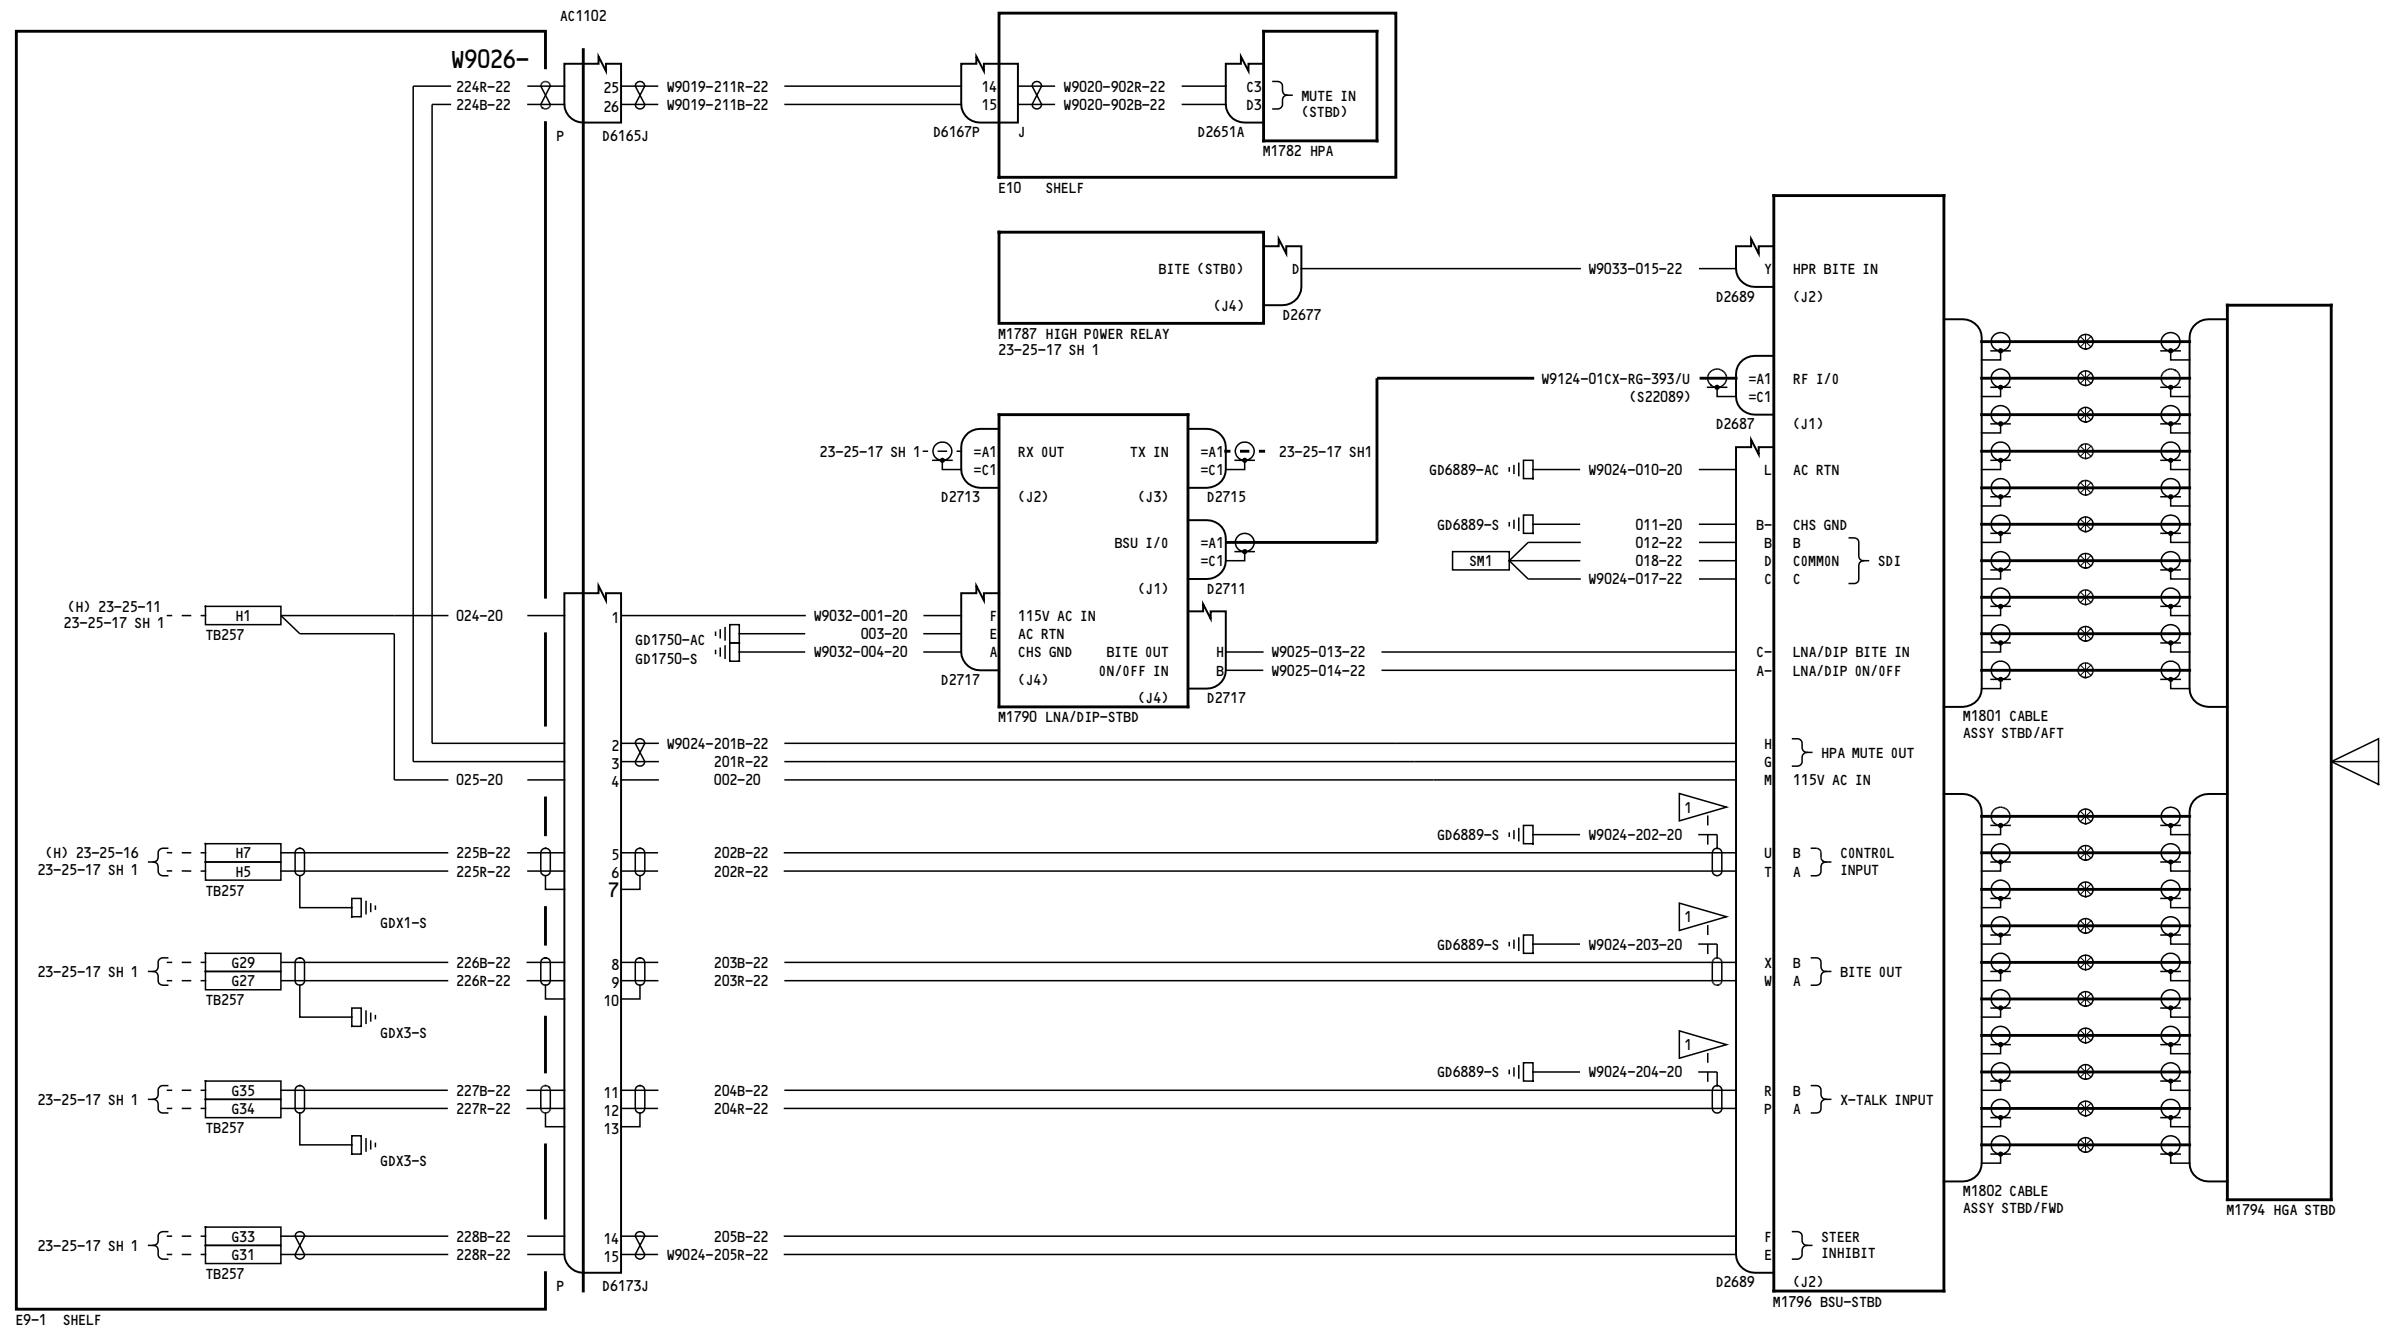 AC1102
W9026-
224R-22
25
W9019-211R-22
14
W9020-902R-22
C3
MUTE IN
(STBD)
224B-22
26
W9019-211B-22
15
W9020-902B-22
D3
P
D6165J
D6167P
J
D2651A
M1782 HPA
E10 SHELF
BITE (STB0)
D
W9033-015-22
Y
HPR BITE IN
(J4)
D2677
D2689
(J2)
M1787 HIGH POWER RELAY
23-25-17 SH 1
W9124-01CX-RG-393/U
=A1
RF I/O
(S22089)
=C1
D2687
(J1)
23-25-17 SH 1
=A1
RX OUT
TX IN
=A1
23-25-17 SH1
=C1
=C1
D2713
(J2)
(J3)
D2715
GD6889-AC
W9024-010-20
L
AC RTN
GD6889-S
011-20
B-
CHS GND
BSU I/O
=A1
=C1
(J1)
D2711
012-22
B
B
SM1
018-22
D
COMMON
SDI
W9024-017-22
C
C
(H) 23-25-11
23-25-17 SH 1
H1
TB257
024-20
1
W9032-001-20
F
115V AC IN
GD1750-AC
003-20
E
AC RTN
GD1750-S
W9032-004-20
A
CHS GND
D2717
(J4)
BITE OUT
H
W9025-013-22
C-
LNA/DIP BITE IN
ON/OFF IN
B
W9025-014-22
A-
LNA/DIP ON/OFF
(J4)
D2717
M1790 LNA/DIP-STBD
M1801 CABLE
ASSY STBD/AFT
2
W9024-201B-22
H
3
201R-22
G
HPA MUTE OUT
025-20
4
002-20
M
115V AC IN
1
GD6889-S
W9024-202-20
(H) 23-25-16
23-25-17 SH 1
H7
225B-22
5
202B-22
U
B
CONTROL
INPUT
H5
225R-22
6
202R-22
T
A
TB257
7
GDX1-S
1
GD6889-S
W9024-203-20
23-25-17 SH 1
G29
226B-22
8
203B-22
X
B
BITE OUT
G27
226R-22
9
203R-22
W
A
TB257
10
GDX3-S
1
GD6889-S
W9024-204-20
23-25-17 SH 1
G35
227B-22
11
204B-22
R
B
X-TALK INPUT
G34
227R-22
12
204R-22
P
A
TB257
13
GDX3-S
M1802 CABLE
ASSY STBD/FWD
M1794 HGA STBD
23-25-17 SH 1
G33
228B-22
14
205B-22
F
STEER
INHIBIT
G31
228R-22
15
W9024-205R-22
E
TB257
P
D6173J
D2689
(J2)
M1796 BSU-STBD
E9-1 SHELF